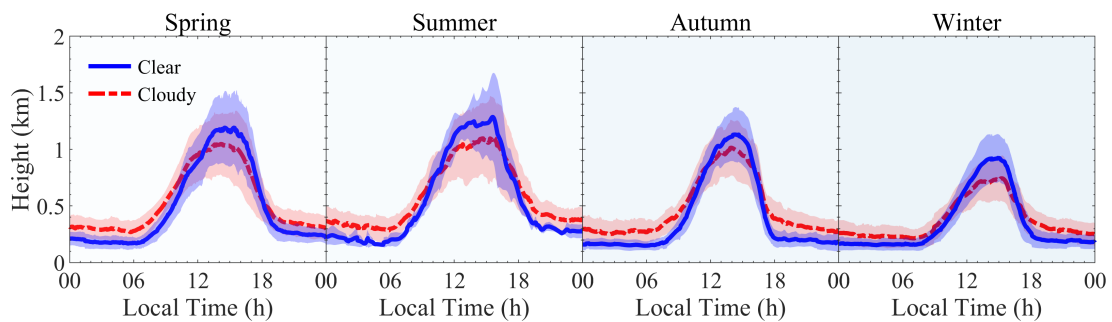 Spring Summer Autumn Winter
2
1.5
1
0.5
0
Height (km)
Clear
Cloudy
00 06 12 18 00 06 12 18 00 06 12 18 00 06 12 18 00
Local Time (h) Local Time (h) Local Time (h) Local Time (h)